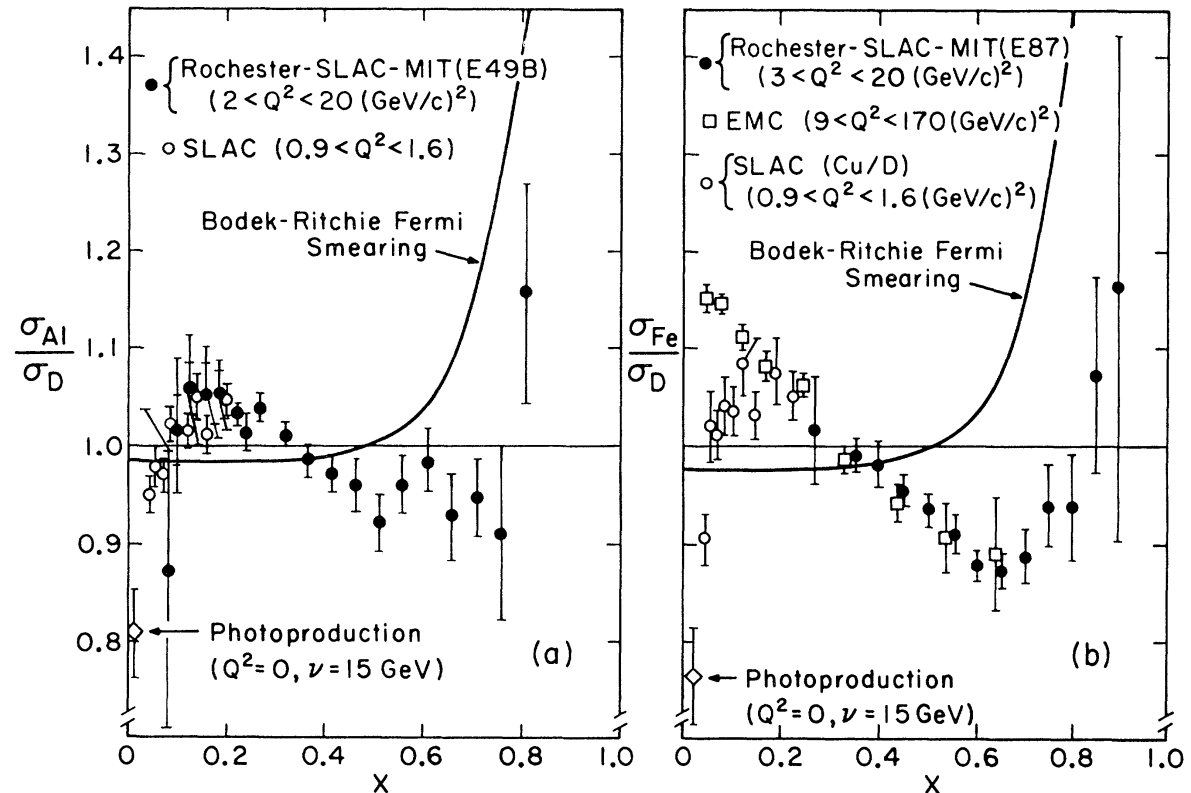 1.4
1.3
1.2
1.1
1.0
0.9
0.8
σAl
σD
● { Rochester-SLAC-MIT(E49B)
(2<Q²<20(GeV/c)²)
○ SLAC (0.9<Q²<1.6)
Bodek-Ritchie Fermi
Smearing
Photoproduction
(Q²=0, ν=15 GeV)
(a)
0 0.2 0.4 0.6 0.8 1.0
X
σFe
σD
● { Rochester-SLAC-MIT(E87)
(3<Q²<20(GeV/c)²)
□ EMC (9<Q²<170(GeV/c)²)
○ { SLAC (Cu/D)
(0.9<Q²<1.6(GeV/c)²)
Bodek-Ritchie Fermi
Smearing
Photoproduction
(Q²=0, ν=15GeV)
(b)
0 0.2 0.4 0.6 0.8 1.0
X